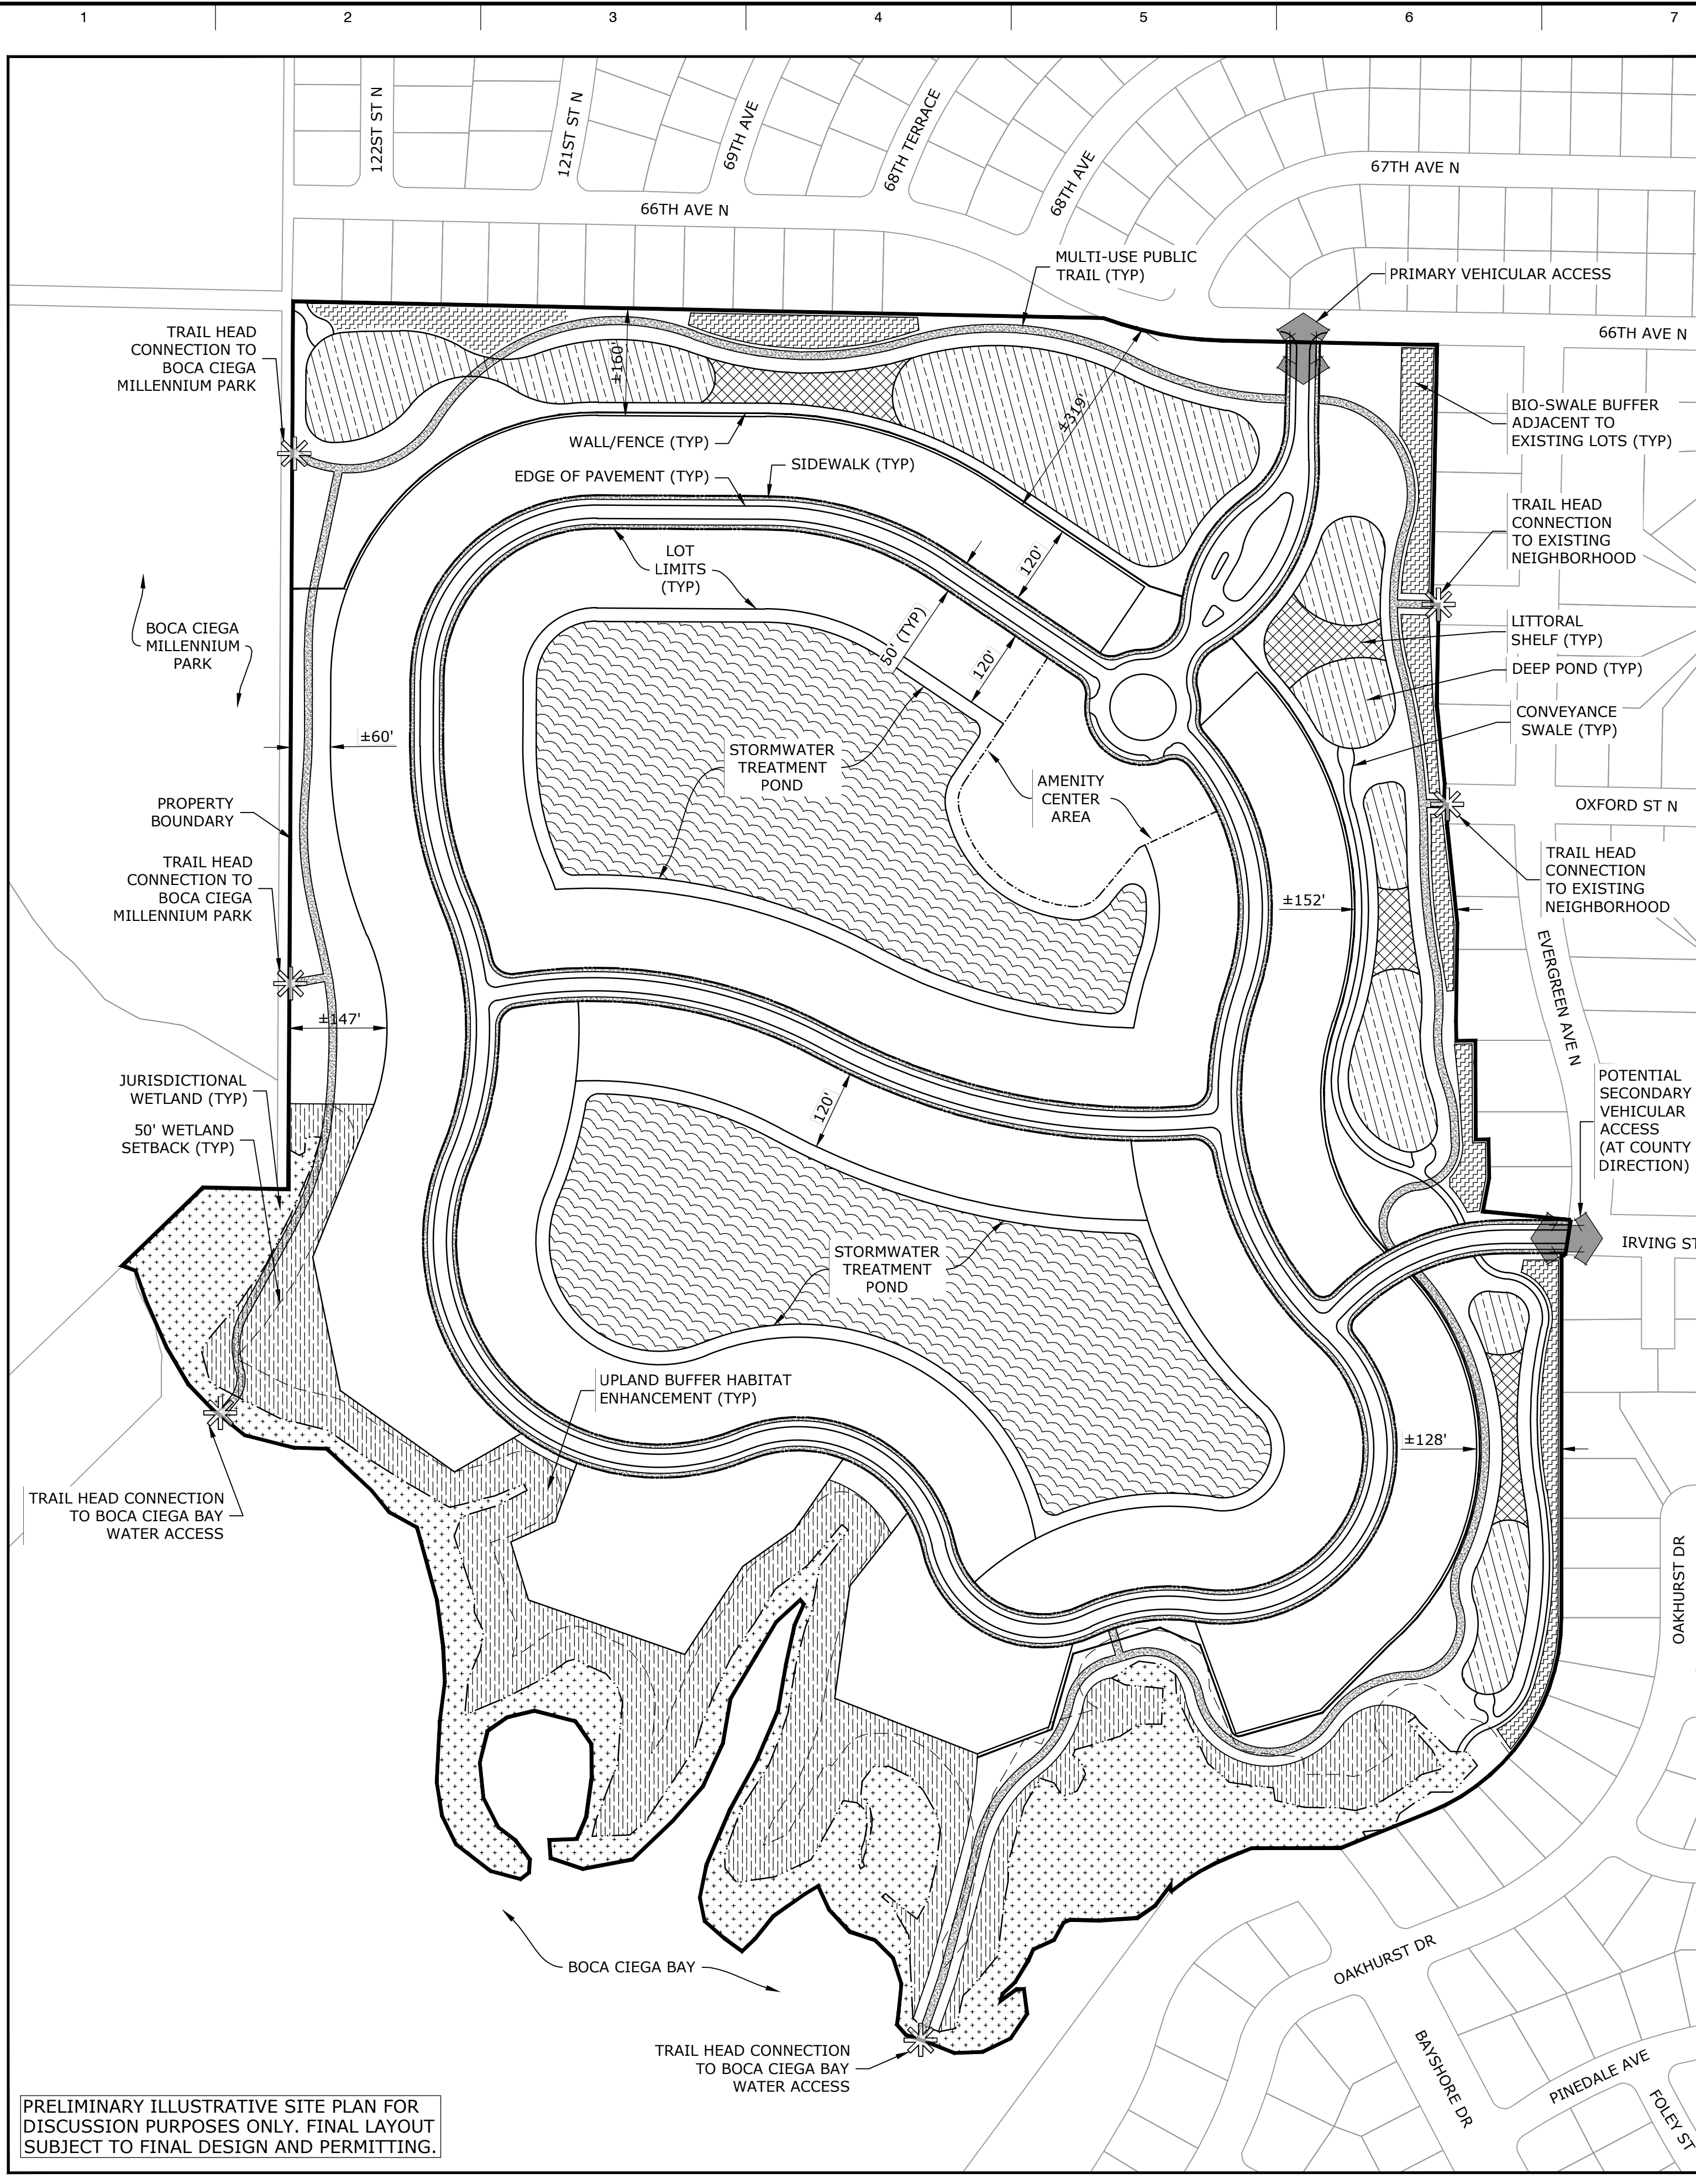 1 2 3 4 5 6 7
122ST ST N
121ST ST N
69TH AVE
68TH TERRACE
68TH AVE
67TH AVE N
66TH AVE N
MULTI-USE PUBLIC
TRAIL (TYP)
PRIMARY VEHICULAR ACCESS
66TH AVE N
TRAIL HEAD
CONNECTION TO
BOCA CIEGA
MILLENNIUM PARK
±160'
±319'
BIO-SWALE BUFFER
ADJACENT TO
EXISTING LOTS (TYP)
WALL/FENCE (TYP)
SIDEWALK (TYP)
EDGE OF PAVEMENT (TYP)
TRAIL HEAD
CONNECTION
TO EXISTING
NEIGHBORHOOD
LOT
LIMITS
(TYP)
120'
50' (TYP)
120'
BOCA CIEGA
MILLENNIUM
PARK
LITTORAL
SHELF (TYP)
DEEP POND (TYP)
CONVEYANCE
SWALE (TYP)
±60'
STORMWATER
TREATMENT
POND
AMENITY
CENTER
AREA
PROPERTY
BOUNDARY
OXFORD ST N
TRAIL HEAD
CONNECTION TO
BOCA CIEGA
MILLENNIUM PARK
TRAIL HEAD
CONNECTION
TO EXISTING
NEIGHBORHOOD
±152'
EVERGREEN AVE N
±147'
JURISDICTIONAL
WETLAND (TYP)
50' WETLAND
SETBACK (TYP)
120'
POTENTIAL
SECONDARY
VEHICULAR
ACCESS
(AT COUNTY
DIRECTION)
IRVING ST
STORMWATER
TREATMENT
POND
UPLAND BUFFER HABITAT
ENHANCEMENT (TYP)
±128'
TRAIL HEAD CONNECTION
TO BOCA CIEGA BAY
WATER ACCESS
OAKHURST DR
BOCA CIEGA BAY
OAKHURST DR
TRAIL HEAD CONNECTION
TO BOCA CIEGA BAY
WATER ACCESS
BAYSHORE DR
PINEDALE AVE
FOLEY ST
PRELIMINARY ILLUSTRATIVE SITE PLAN FOR
DISCUSSION PURPOSES ONLY. FINAL LAYOUT
SUBJECT TO FINAL DESIGN AND PERMITTING.